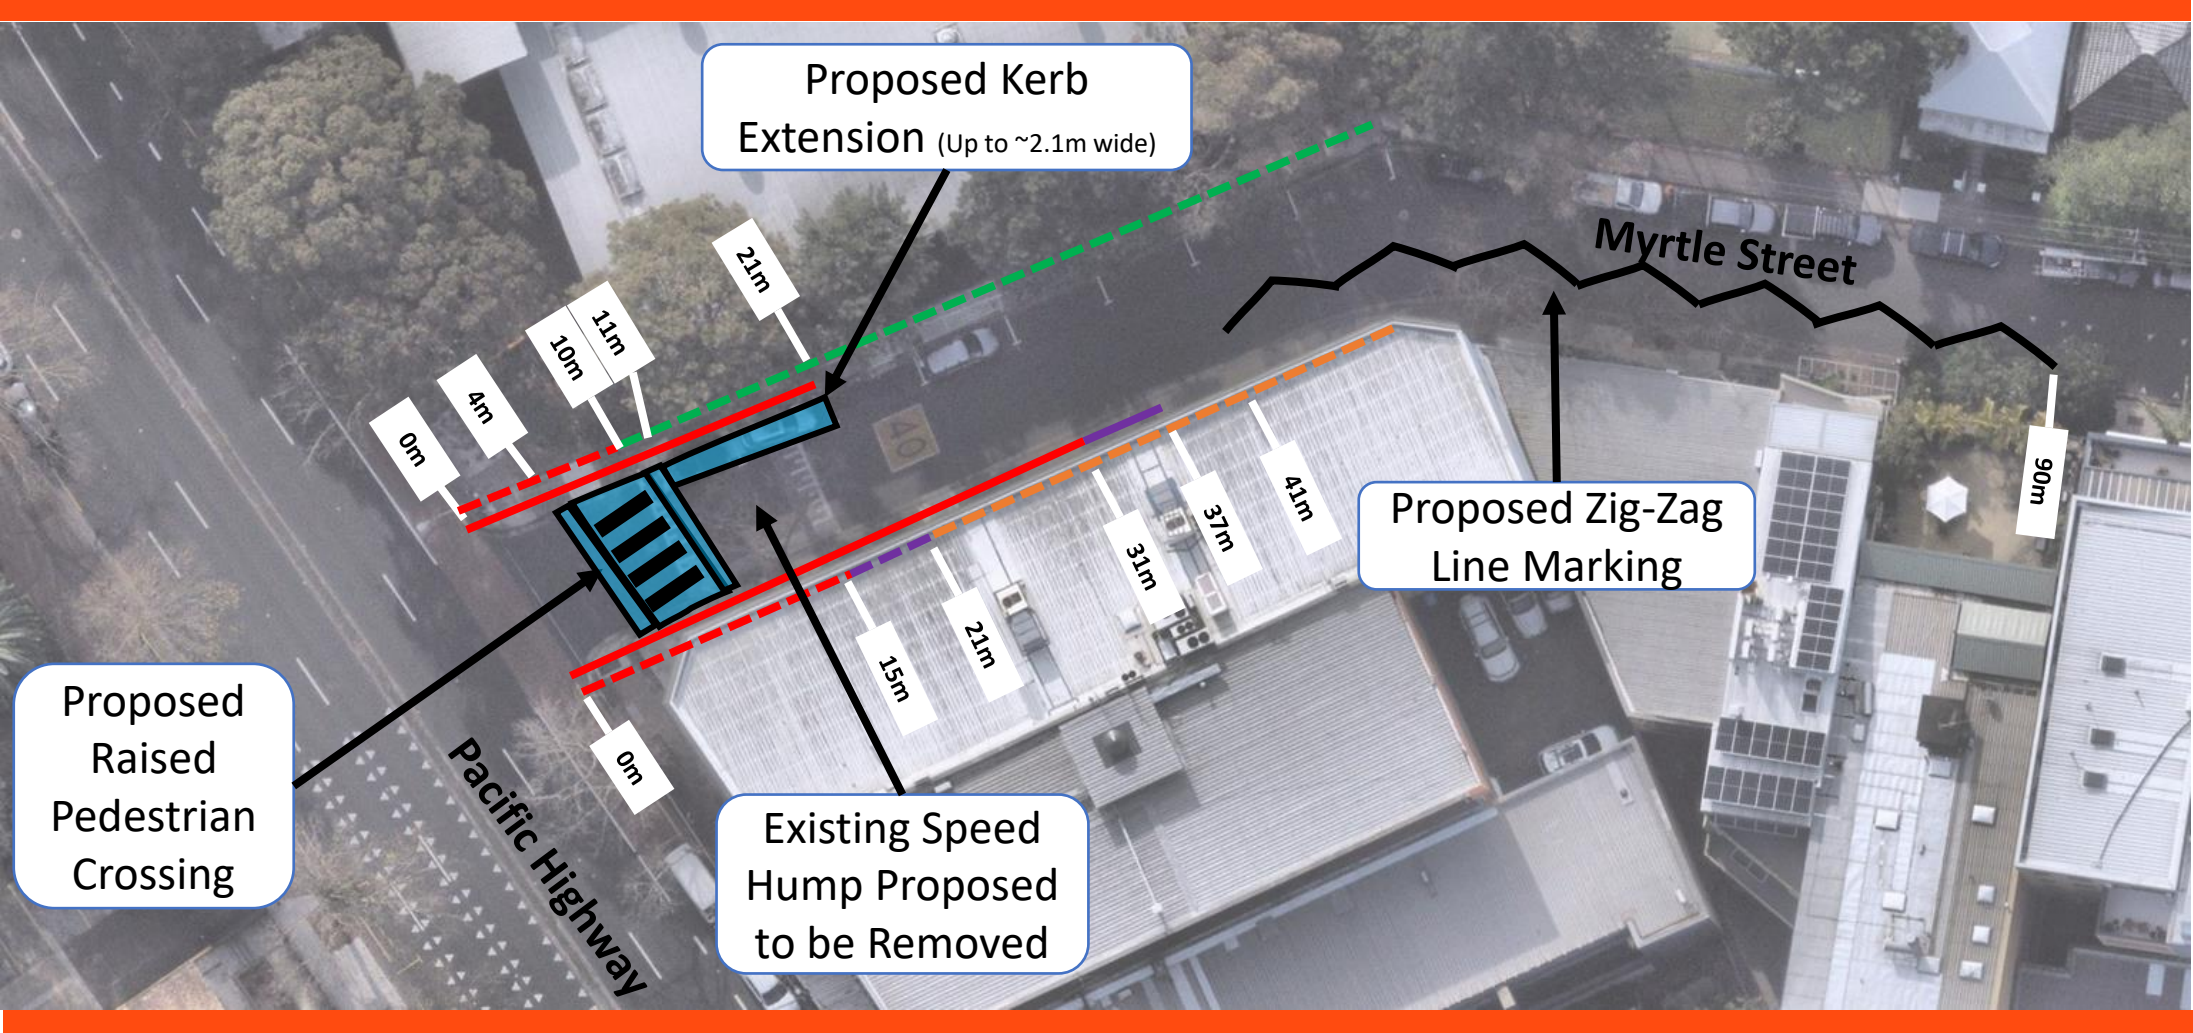 Proposed Kerb
Extension (Up to ~2.1m wide)
Myrtle Street
21m
11m
10m
4m
0m
90m
41m
37m
31m
21m
15m
0m
Proposed Zig-Zag
Line Marking
Proposed
Raised
Pedestrian
Crossing
Pacific Highway
Existing Speed
Hump Proposed
to be Removed
40